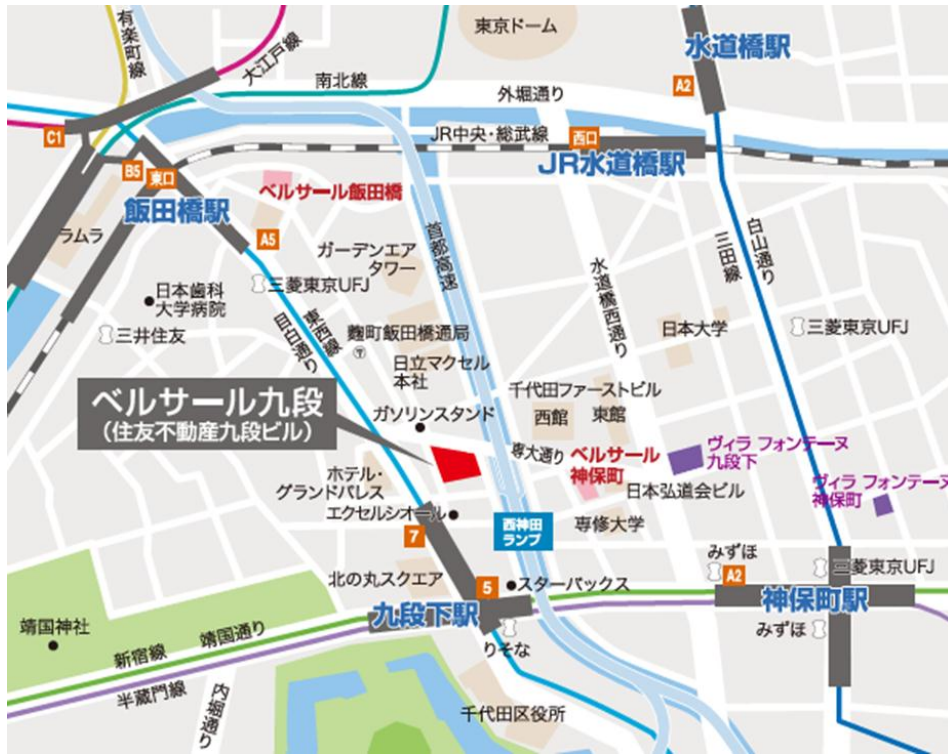 有楽町線
大江戸線
東京ドーム
水道橋駅
A2
南北線
外堀通り
C1
JR中央・総武線
西口
JR水道橋駅
B5
東口
飯田橋駅
ベルサール飯田橋
A5
ラムラ
首都高速
白山通り
三田線
ガーデンエア
タワー
三菱東京UFJ
水道橋西通り
日本歯科
大学病院
三井住友
東西線
目白通り
麴町飯田橋通局
日立マクセル
本社
日本大学
三菱東京UFJ
ベルサール九段
(住友不動産九段ビル)
千代田ファーストビル
西館
東館
ガソリンスタンド
専大通り
ベルサール
神保町
ヴィラ フォンテーヌ
九段下
ホテル・
グランドパレス
日本弘道会ビル
ヴィラ フォンテーヌ
神保町
エクセルシオール
7
西神田
ランプ
専修大学
みずほ
A2
三菱東京UFJ
北の丸スクエア
5
スターバックス
九段下駅
神保町駅
みずほ
りそな
靖国神社
新宿線
靖国通り
半蔵門線
内堀通り
千代田区役所